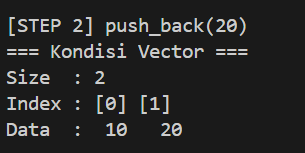 [STEP 2] push_back(20)
=== Kondisi Vector ===
Size  : 2
Index : [0] [1]
Data  :  10   20